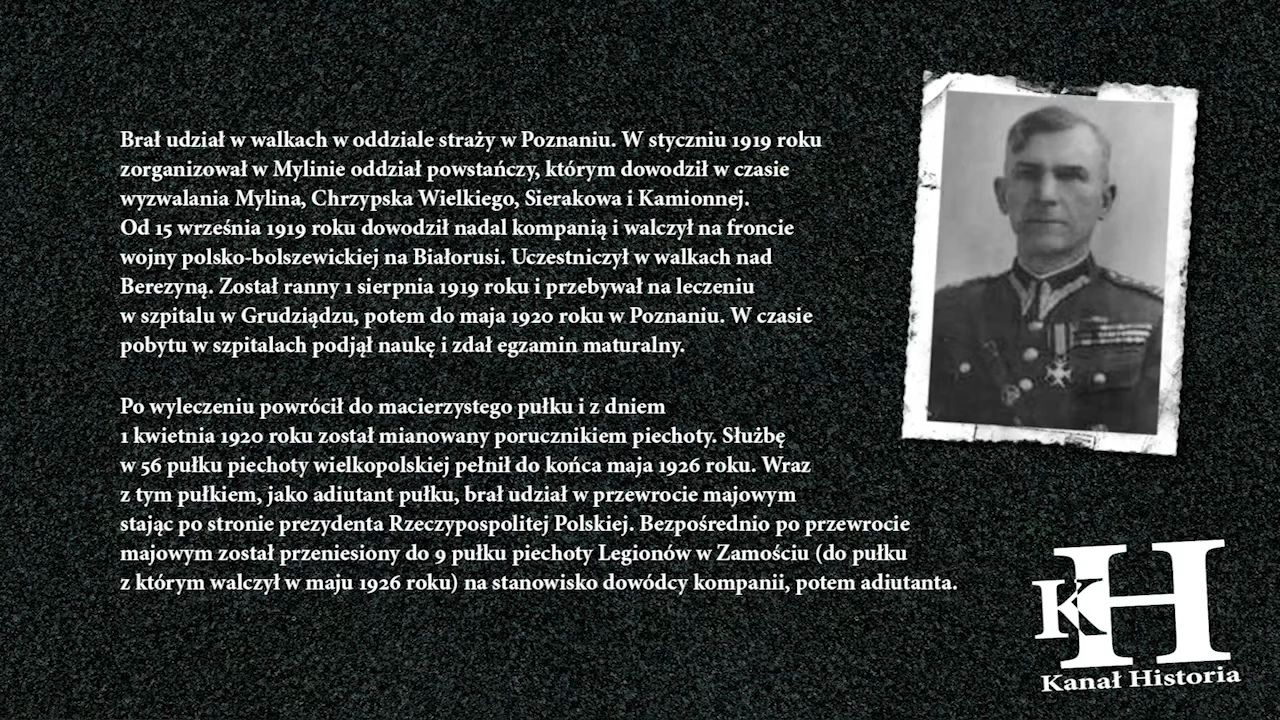 Brał udział w walkach w oddziale straży w Poznaniu. W styczniu 1919 roku
zorganizował w Mylinie oddział powstańczy, którym dowodził w czasie
wyzwalania Mylina, Chrzypska Wielkiego, Sierakowa i Kamionnej.
Od 15 września 1919 roku dowodził nadal kompanią i walczył na froncie
wojny polsko-bolszewickiej na Białorusi. Uczestniczył w walkach nad
Berezyną. Został ranny 1 sierpnia 1919 roku i przebywał na leczeniu
w szpitalu w Grudziądzu, potem do maja 1920 roku w Poznaniu. W czasie
pobytu w szpitalach podjął naukę i zdał egzamin maturalny.
Po wyleczeniu powrócił do macierzystego pułku i z dniem
1 kwietnia 1920 roku został mianowany porucznikiem piechoty. Służbę
w 56 pułku piechoty wielkopolskiej pełnił do końca maja 1926 roku. Wraz
z tym pułkiem, jako adiutant pułku, brał udział w przewrocie majowym
stając po stronie prezydenta Rzeczypospolitej Polskiej. Bezpośrednio po przewrocie
majowym został przeniesiony do 9 pułku piechoty Legionów w Zamościu (do pułku
z którym walczył w maju 1926 roku) na stanowisko dowódcy kompanii, potem adiutanta.
KH
Kanał Historia